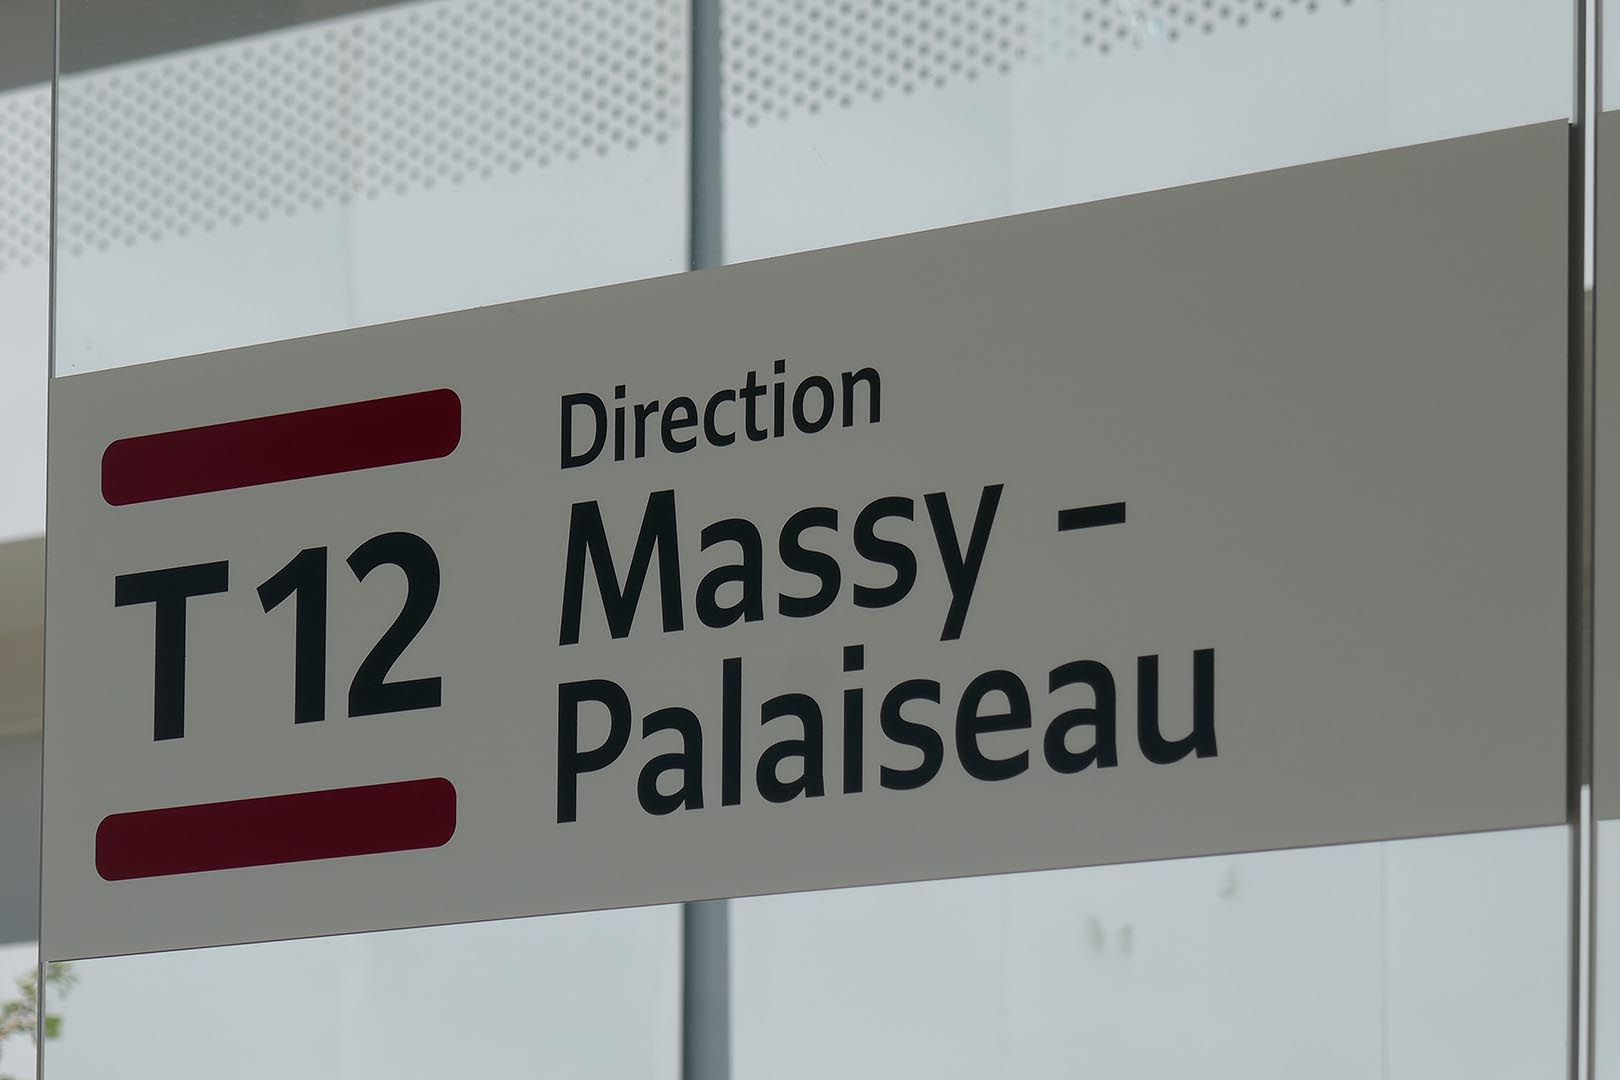 T12
Direction
Massy –
Palaiseau